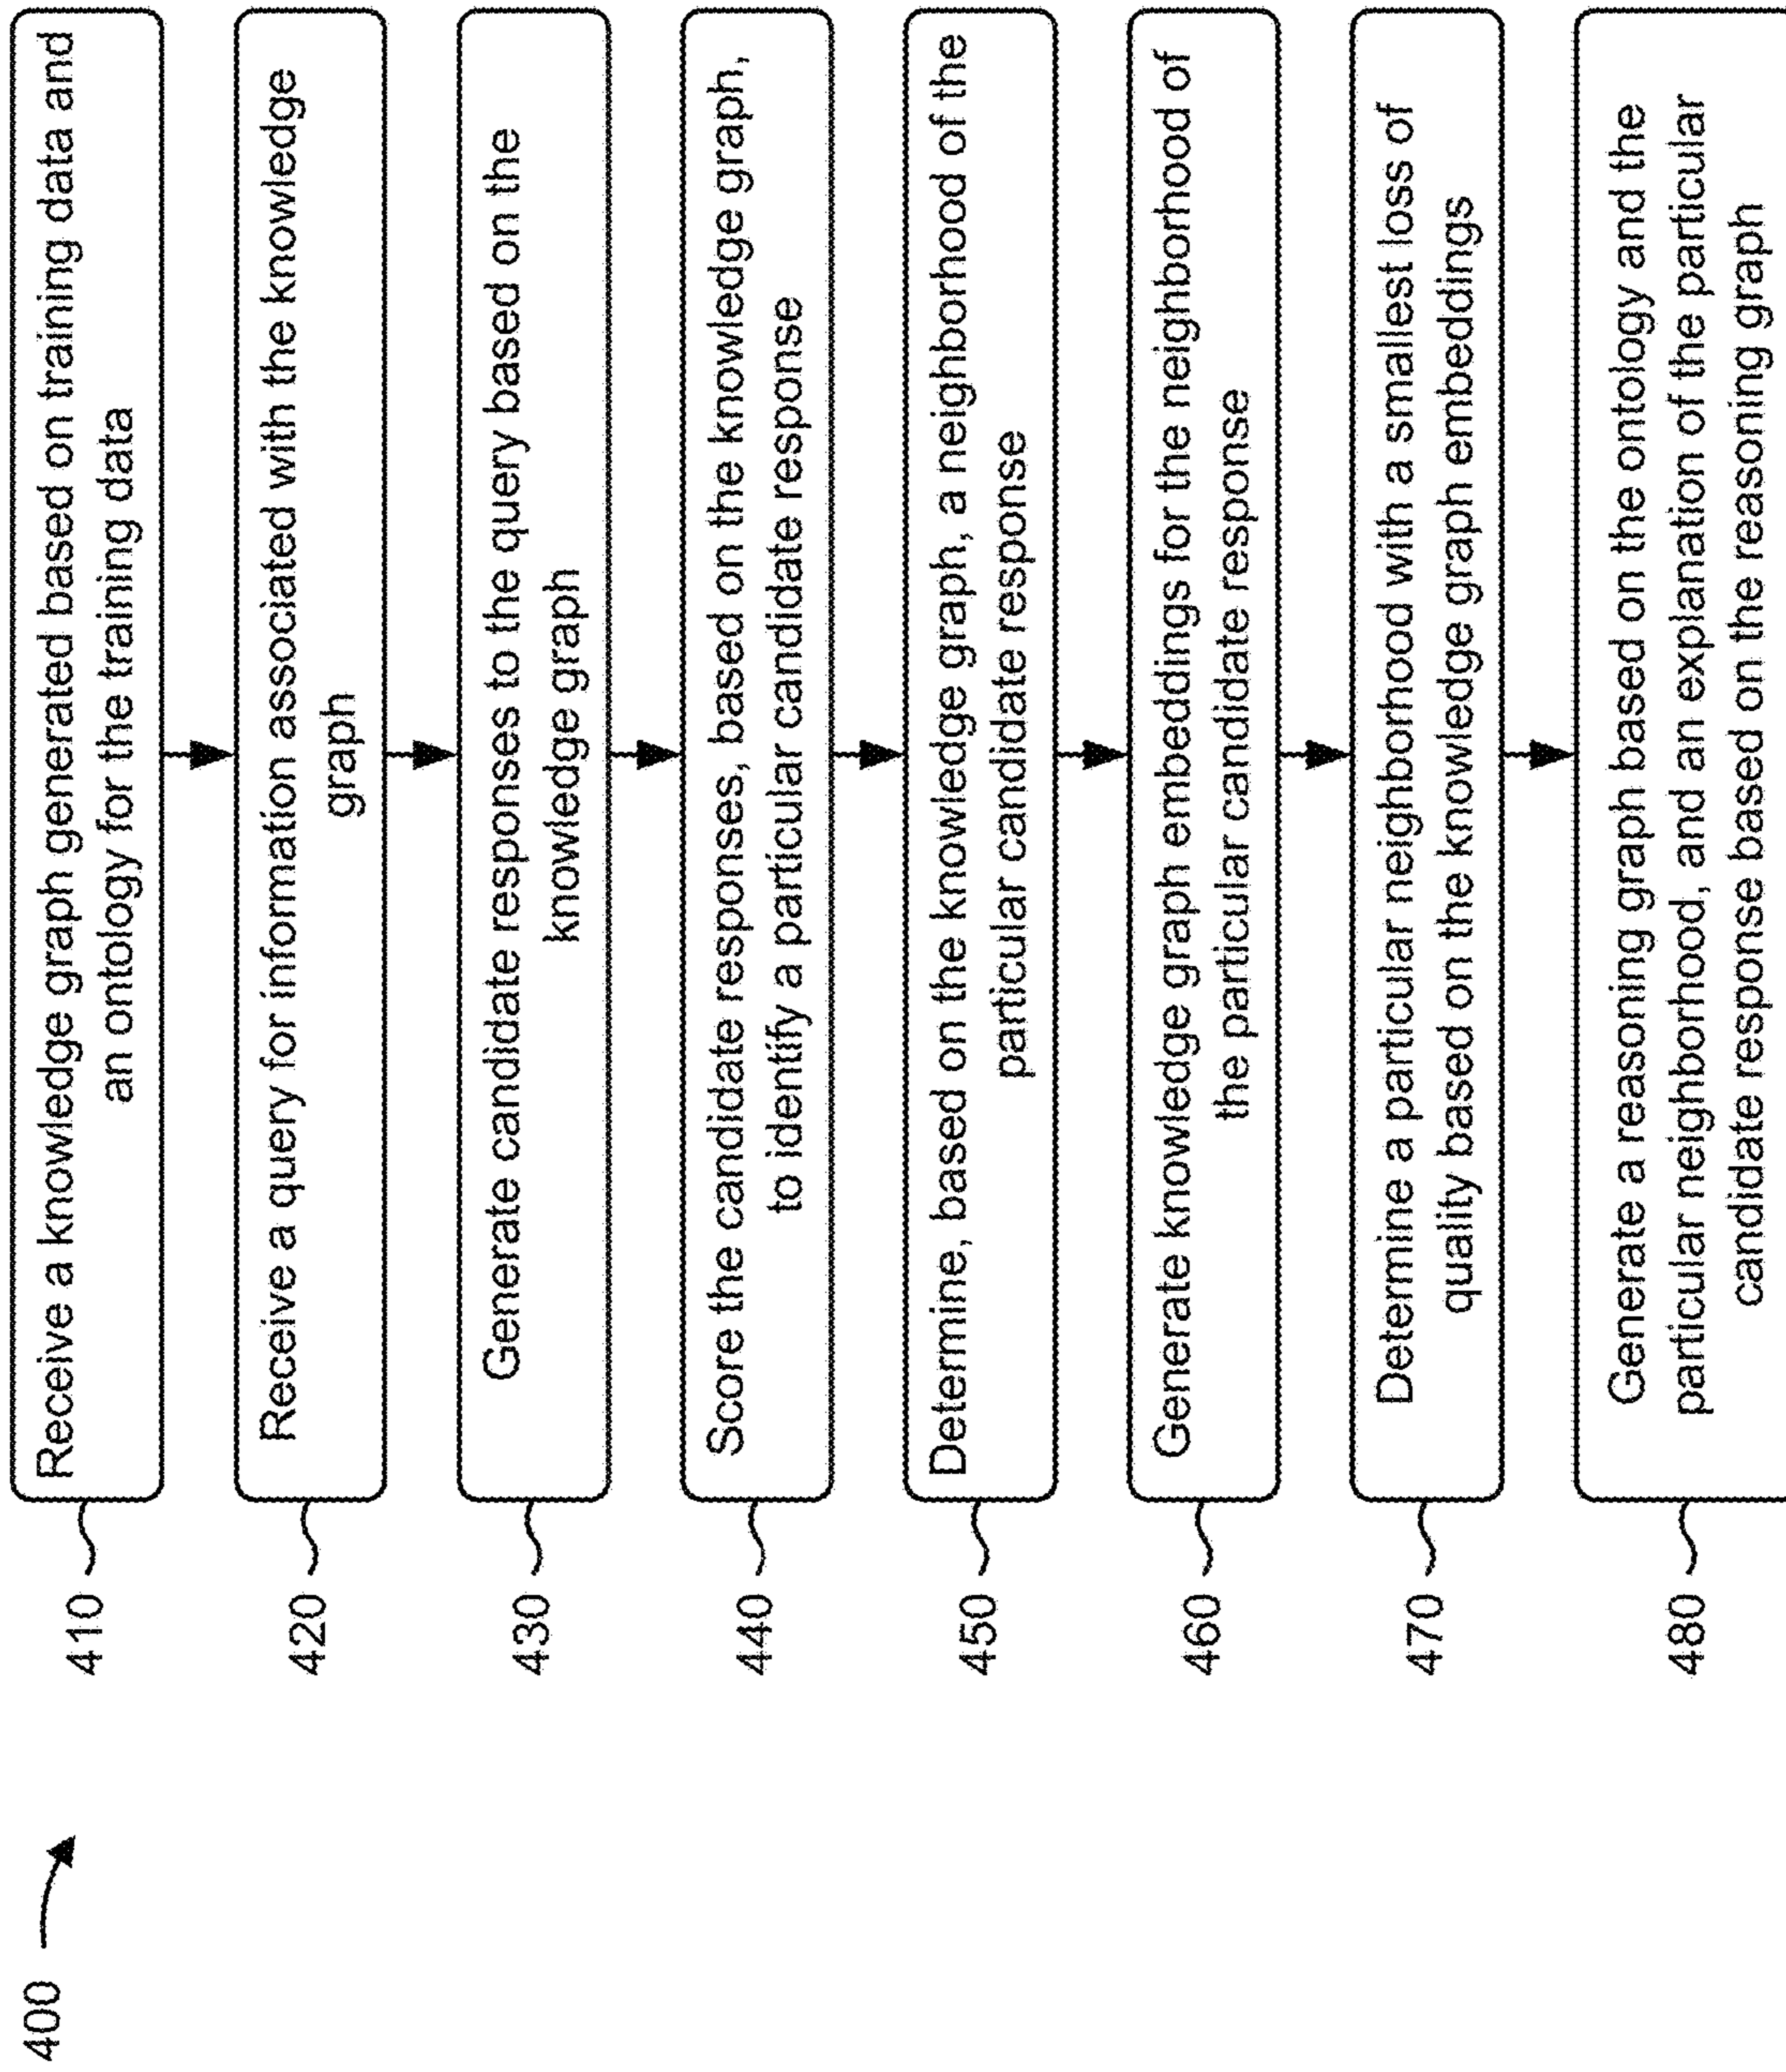 400
410
Receive a knowledge graph generated based on training data and
an ontology for the training data
420
Receive a query for information associated with the knowledge
graph
430
Generate candidate responses to the query based on the
knowledge graph
440
Score the candidate responses, based on the knowledge graph,
to identify a particular candidate response
450
Determine, based on the knowledge graph, a neighborhood of the
particular candidate response
460
Generate knowledge graph embeddings for the neighborhood of
the particular candidate response
470
Determine a particular neighborhood with a smallest loss of
quality based on the knowledge graph embeddings
480
Generate a reasoning graph based on the ontology and the
particular neighborhood, and an explanation of the particular
candidate response based on the reasoning graph